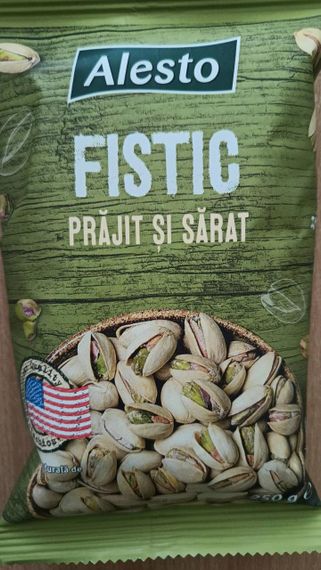 Alesto
FISTIC
PRĂJIT ȘI SĂRAT
250 g